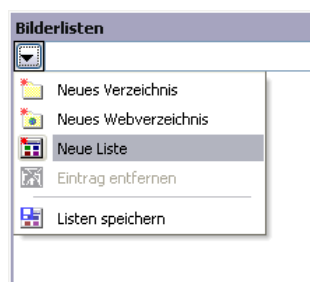 Bilderlisten
Neues Verzeichnis
Neues Webverzeichnis
Neue Liste
Eintrag entfernen
Listen speichern